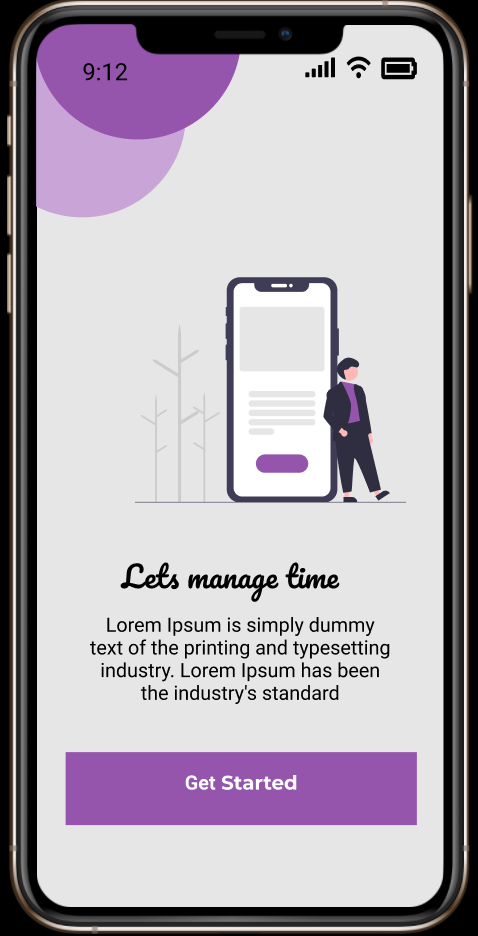 9:12
Lets manage time
Lorem Ipsum is simply dummy
text of the printing and typesetting
industry. Lorem Ipsum has been
the industry's standard
Get Started